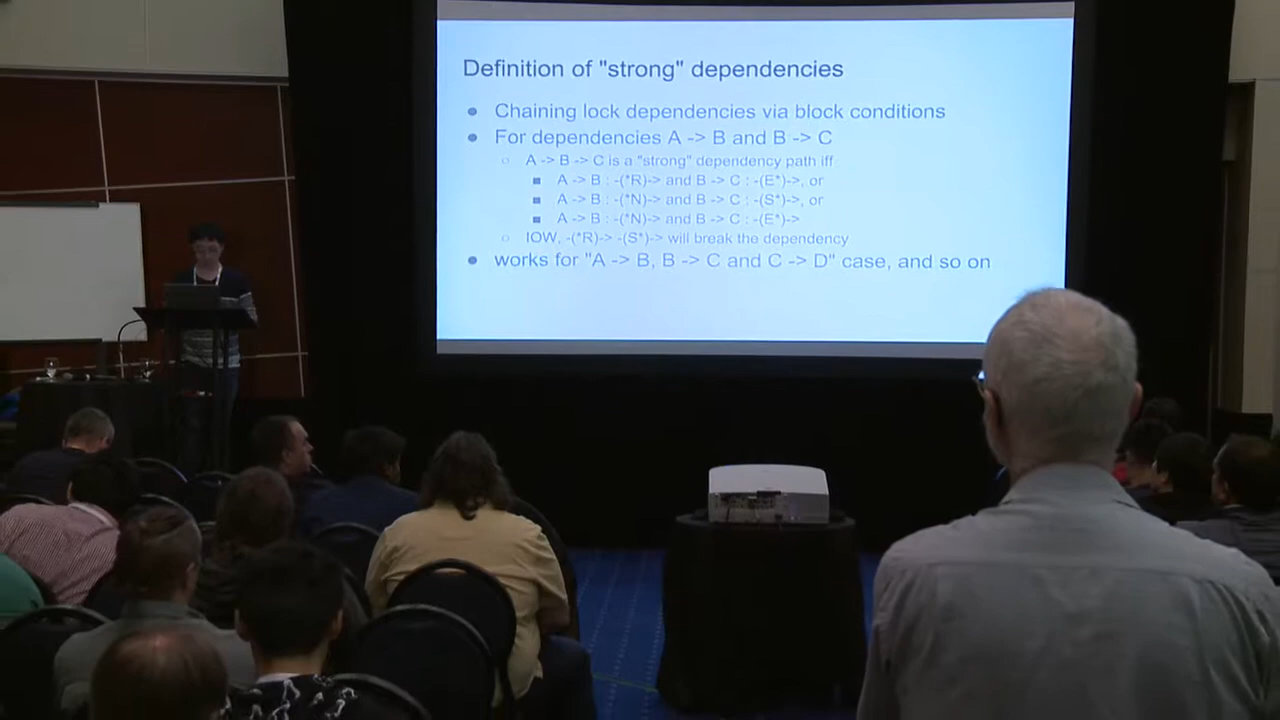 Definition of "strong" dependencies
● Chaining lock dependencies via block conditions
● For dependencies A -> B and B -> C
○ A -> B -> C is a "strong" dependency path iff
■ A -> B : -(*R)-> and B -> C : -(E*)->, or
■ A -> B : -(*N)-> and B -> C : -(S*)->, or
■ A -> B : -(*N)-> and B -> C : -(E*)->
○ IOW, -(*R)-> -(S*)-> will break the dependency
● works for "A -> B, B -> C and C -> D" case, and so on